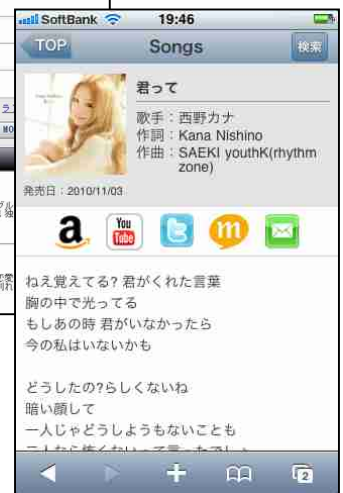 SoftBank 19:46
TOP
Songs
検索
君って
歌手：西野カナ
作詞：Kana Nishino
作曲：SAEKI youthK(rhythm
zone)
発売日：2010/11/03
a
You
Tube
t
m
ねえ覚えてる? 君がくれた言葉
胸の中で光ってる
もしあの時 君がいなかったら
今の私はいないかも
どうしたの?らしくないね
暗い顔して
一人じゃどうしようもないことも
2